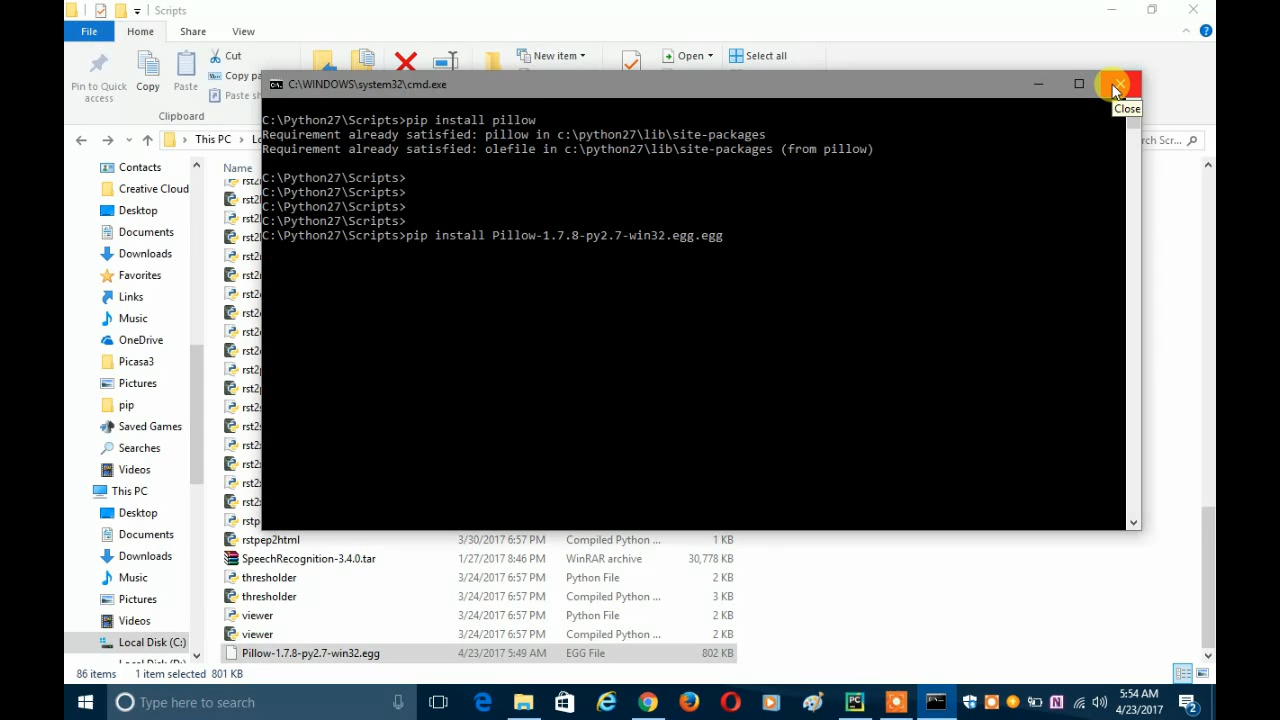 Scripts
File Home Share View
Pin to Quick access
Copy
Paste
Cut
Copy pa
Paste sh
Clipboard
New item
Open
Select all
C:\WINDOWS\system32\cmd.exe
Close
This PC
rch Scr...
C:\Python27\Scripts>pip install pillow
Requirement already satisfied: pillow in c:\python27\lib\site-packages
Requirement already satisfied: olefile in c:\python27\lib\site-packages (from pillow)
C:\Python27\Scripts>
C:\Python27\Scripts>
C:\Python27\Scripts>
C:\Python27\Scripts>
C:\Python27\Scripts>pip install Pillow-1.7.8-py2.7-win32.egg.egg
Contacts
Creative Cloud
Desktop
Documents
Downloads
Favorites
Links
Music
OneDrive
Picasa3
Pictures
pip
Saved Games
Searches
Videos
This PC
Desktop
Documents
Downloads
Music
Pictures
Videos
Local Disk (C:)
Name
rstpep2html 3/30/2017 6:57 PM Compiled Python ... 1 KB
SpeechRecognition-3.4.0.tar 1/27/2017 8:46 PM WinRAR archive 30,778 KB
thresholder 3/24/2017 6:57 PM Python File 2 KB
thresholder 3/24/2017 6:57 PM Compiled Python ... 3 KB
viewer 3/24/2017 6:57 PM Python File 2 KB
viewer 3/24/2017 6:57 PM Compiled Python ... 2 KB
Pillow-1.7.8-py2.7-win32.egg 4/23/2017 5:49 AM EGG File 802 KB
86 items 1 item selected 801 KB
Type here to search
5:54 AM
4/23/2017
2